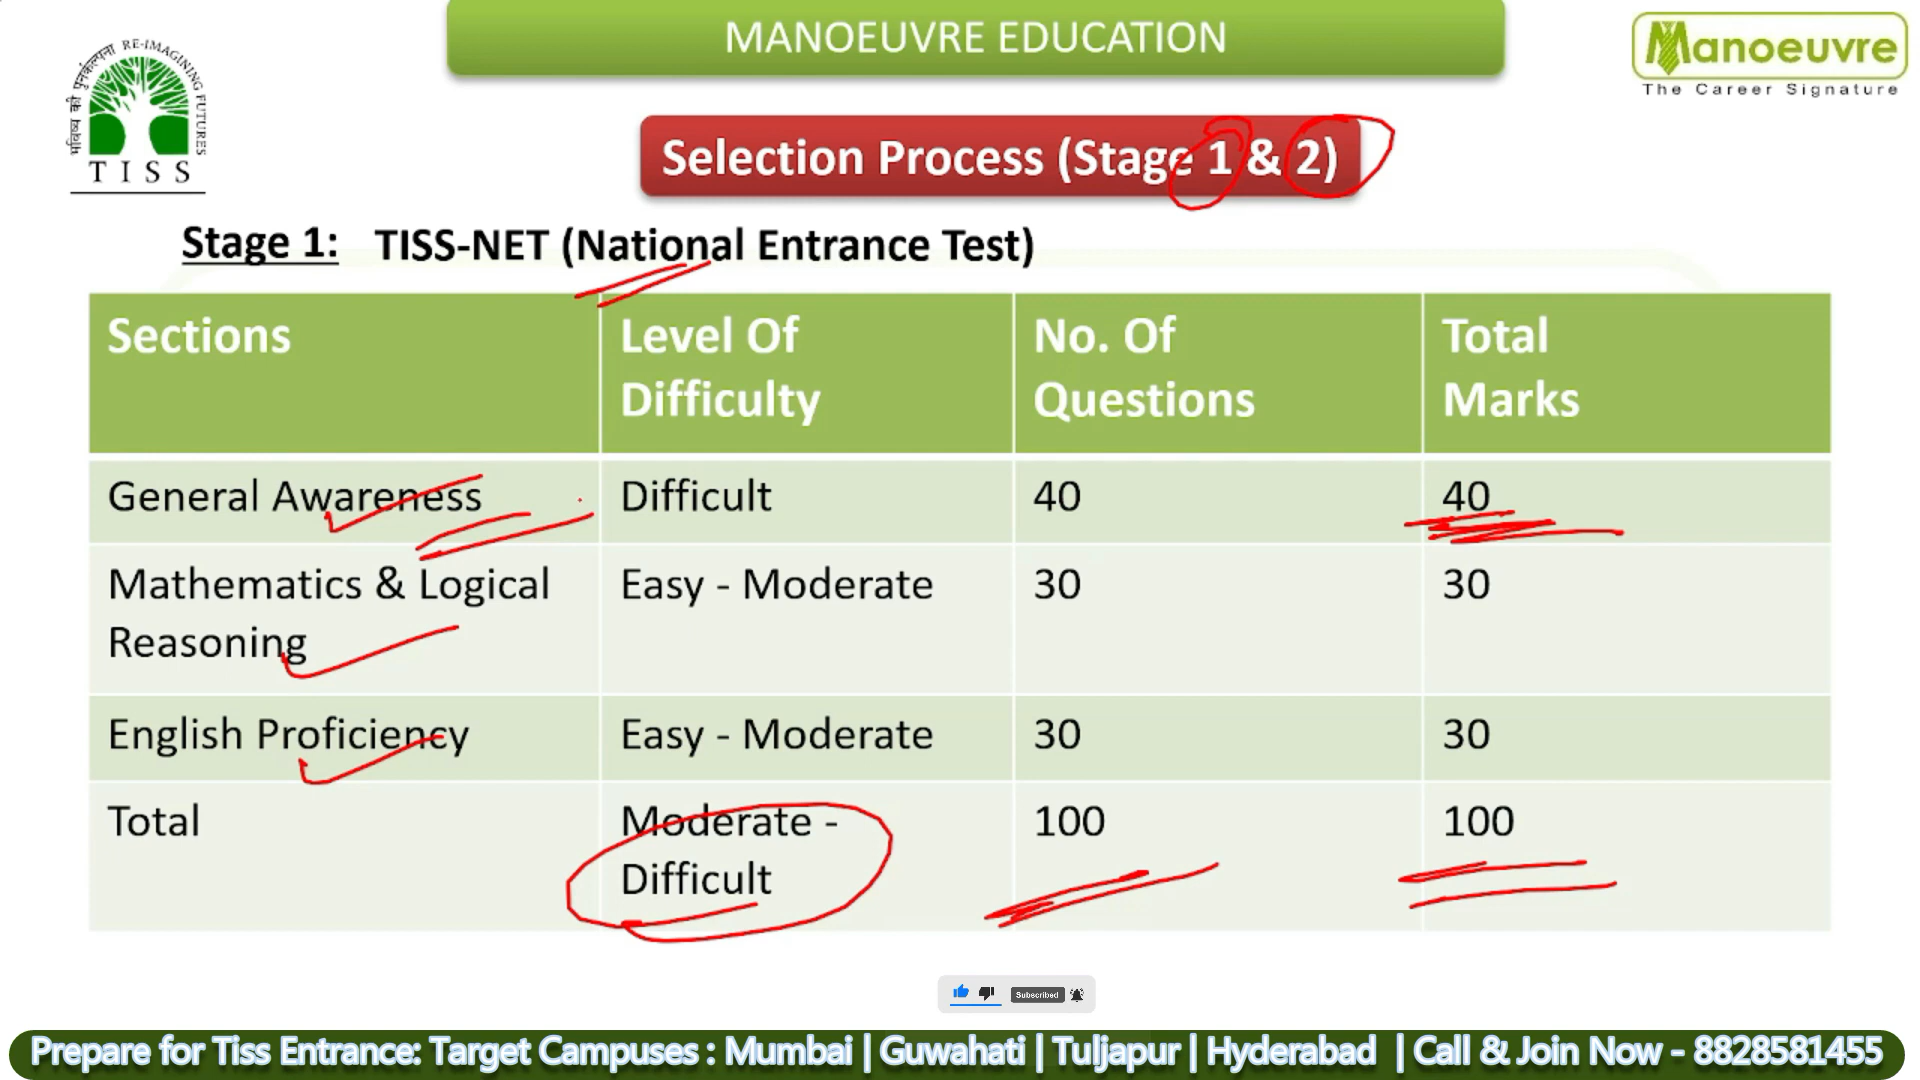 MANOEUVRE EDUCATION
Manoeuvre
The Career Signature
पुनर्कल्पना RE-IMAGINING FUTURES
TISS
Selection Process (Stage 1 & 2)
Stage 1: TISS-NET (National Entrance Test)
Sections
Level Of
Difficulty
No. Of
Questions
Total
Marks
General Awareness Difficult 40 40
Mathematics & Logical
Reasoning
Easy - Moderate 30 30
English Proficiency Easy - Moderate 30 30
Total
Moderate -
Difficult
100 100
Subscribed
Prepare for Tiss Entrance: Target Campuses : Mumbai | Guwahati | Tuljapur | Hyderabad | Call & Join Now - 8828581455